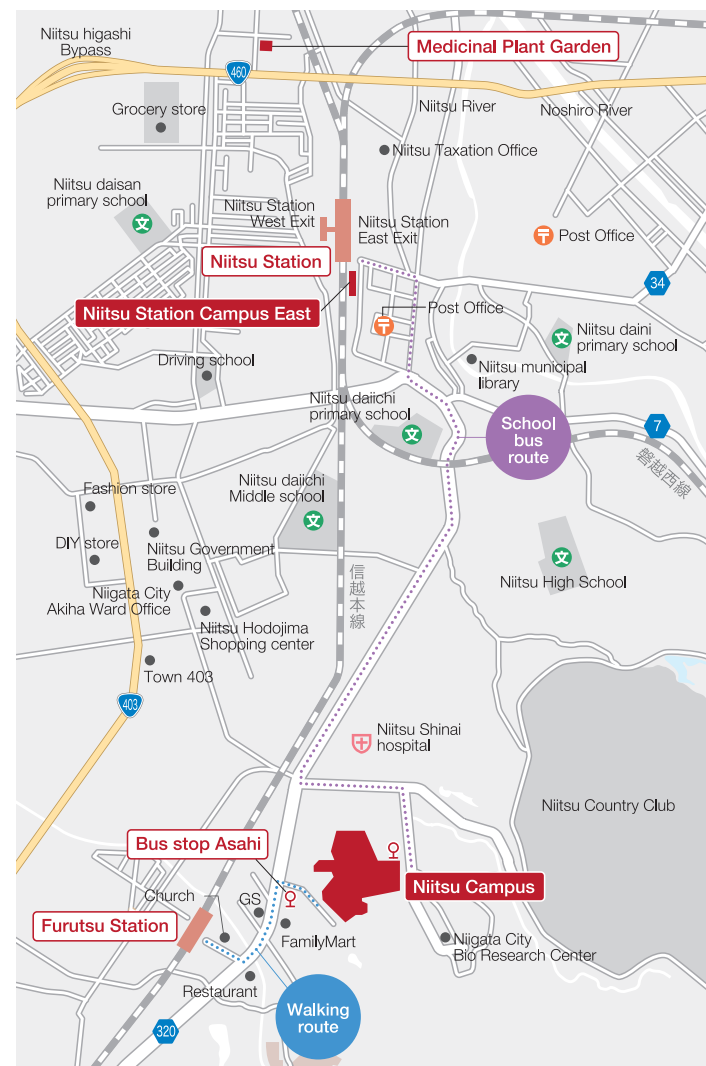 Niitsu higashi
Bypass
Medicinal Plant Garden
460
Grocery store
Niitsu River
Noshiro River
Niitsu Taxation Office
Niitsu daisan
primary school
文
Niitsu Station
West Exit
Niitsu Station
East Exit
〒
Post Office
Niitsu Station
34
Niitsu Station Campus East
Post Office
〒
Niitsu daini
primary school
文
Driving school
Niitsu municipal
library
Niitsu daiichi
primary school
文
School
bus
route
7
磐越西線
Niitsu daiichi
Middle school
文
Fashion store
DIY store
Niitsu Government
Building
文
Niitsu High School
Niigata City
Akiha Ward Office
信越本線
Niitsu Hodojima
Shopping center
Town 403
403
Niitsu Shinai
hospital
Niitsu Country Club
Bus stop Asahi
Niitsu Campus
Church
GS
Furutsu Station
FamilyMart
Niigata City
Bio Research Center
Restaurant
Walking
route
320